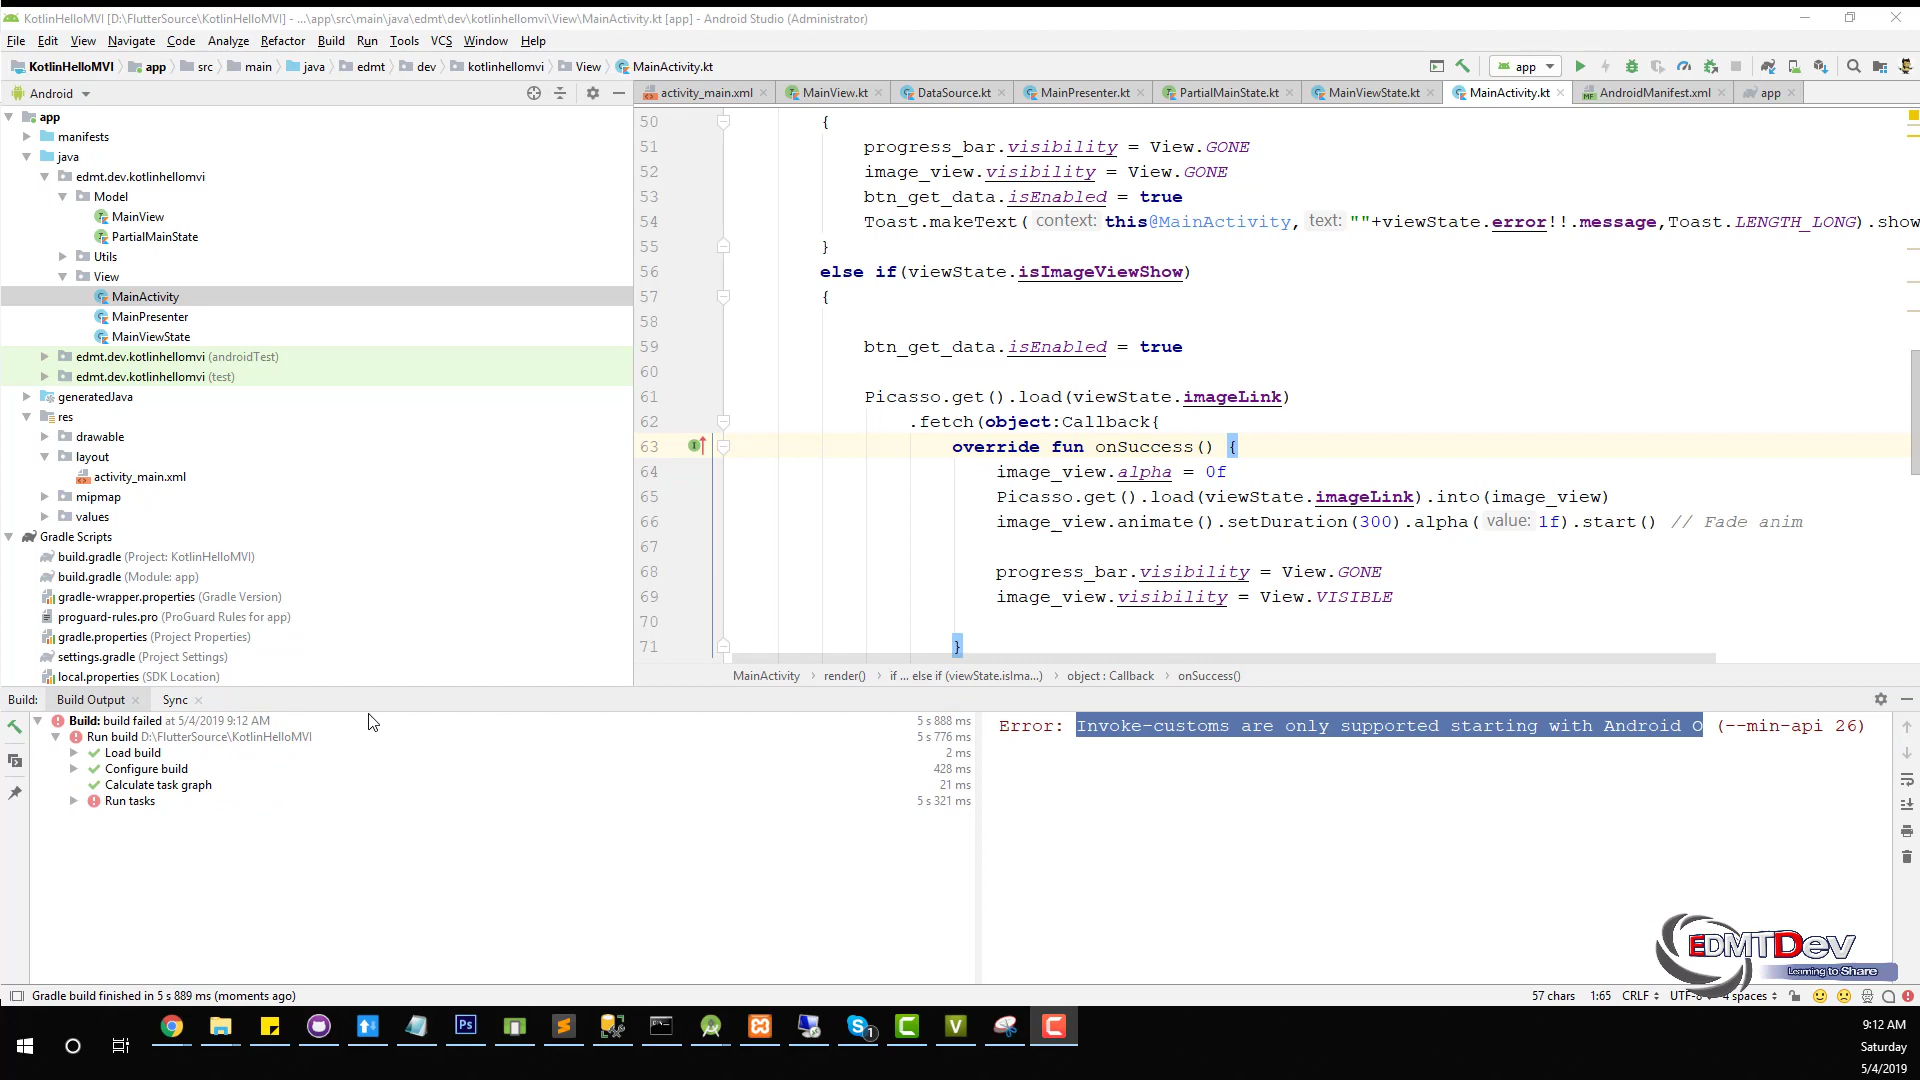 KotlinHelloMVI [D:\FlutterSource\KotlinHelloMVI] - ...\app\src\main\java\edmt\dev\kotlinhellomvi\View\MainActivity.kt [app] - Android Studio (Administrator)
File Edit View Navigate Code Analyze Refactor Build Run Tools VCS Window Help
KotlinHelloMVI app src main java edmt dev kotlinhellomvi View MainActivity.kt
app
Android
activity_main.xml MainView.kt DataSource.kt MainPresenter.kt PartialMainState.kt MainViewState.kt MainActivity.kt AndroidManifest.xml app
app
manifests
java
edmt.dev.kotlinhellomvi
Model
MainView
PartialMainState
Utils
View
MainActivity
MainPresenter
MainViewState
edmt.dev.kotlinhellomvi (androidTest)
edmt.dev.kotlinhellomvi (test)
generatedJava
res
drawable
layout
activity_main.xml
mipmap
values
Gradle Scripts
build.gradle (Project: KotlinHelloMVI)
build.gradle (Module: app)
gradle-wrapper.properties (Gradle Version)
proguard-rules.pro (ProGuard Rules for app)
gradle.properties (Project Properties)
settings.gradle (Project Settings)
local.properties (SDK Location)
50 {
51 progress_bar.visibility = View.GONE
52 image_view.visibility = View.GONE
53 btn_get_data.isEnabled = true
54 Toast.makeText( context: this@MainActivity, text: ""+viewState.error!!.message,Toast.LENGTH_LONG).show
55 }
56 else if(viewState.isImageViewShow)
57 {
58
59 btn_get_data.isEnabled = true
60
61 Picasso.get().load(viewState.imageLink)
62 .fetch(object:Callback{
63 override fun onSuccess() {
64 image_view.alpha = 0f
65 Picasso.get().load(viewState.imageLink).into(image_view)
66 image_view.animate().setDuration(300).alpha( value: 1f).start() // Fade anim
67
68 progress_bar.visibility = View.GONE
69 image_view.visibility = View.VISIBLE
70
71 }
MainActivity render() if ... else if (viewState.isIma...) object : Callback onSuccess()
Build: Build Output Sync
Build: build failed at 5/4/2019 9:12 AM 5 s 888 ms
Run build D:\FlutterSource\KotlinHelloMVI 5 s 776 ms
Load build 2 ms
Configure build 428 ms
Calculate task graph 21 ms
Run tasks 5 s 321 ms
Error: Invoke-customs are only supported starting with Android O (--min-api 26)
EDMTDev
Learning to Share
Gradle build finished in 5 s 889 ms (moments ago)
57 chars 1:65 CRLF UTF-8 4 spaces
Ps
1
V
9:12 AM
Saturday
5/4/2019